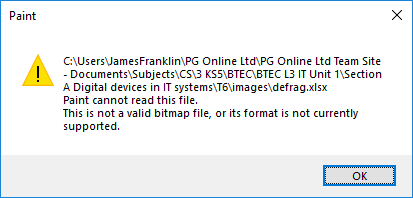 Paint
C:\Users\JamesFranklin\PG Online Ltd\PG Online Ltd Team Site
- Documents\Subjects\CS\3 KS5\BTEC\BTEC L3 IT Unit 1\Section
A Digital devices in IT systems\T6\images\defrag.xlsx
Paint cannot read this file.
This is not a valid bitmap file, or its format is not currently
supported.
OK